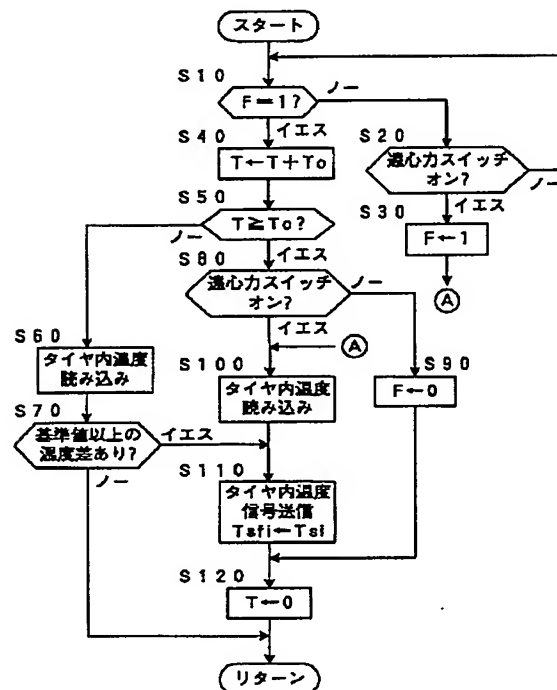 スタート
S10
F=1?
ノー
イエス
S20
遠心力スイッチ
オン?
ノー
イエス
S30
F←1
A
S40
T←T+To
S50
T≧Tc?
ノー
イエス
S80
遠心力スイッチ
オン?
ノー
イエス
A
S60
タイヤ内温度
読み込み
S100
タイヤ内温度
読み込み
S90
F←0
S70
基準値以上の
温度差あり?
イエス
ノー
S110
タイヤ内温度
信号送信
Tsfi←Tsi
S120
T←0
リターン